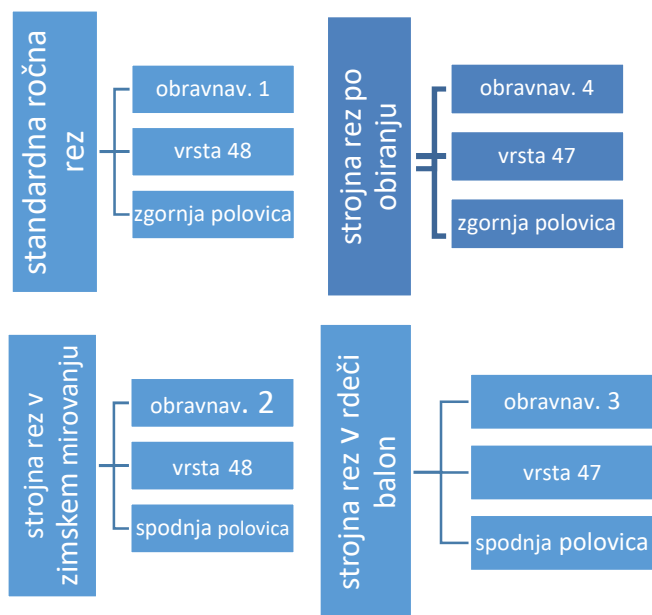 standardna ročna
rez
obravnav. 1
vrsta 48
zgornja polovica
strojna rez po
obiranju
obravnav. 4
vrsta 47
zgornja polovica
strojna rez v
zimskem mirovanju
obravnav. 2
vrsta 48
spodnja polovica
strojna rez v rdeči
balon
obravnav. 3
vrsta 47
spodnja polovica